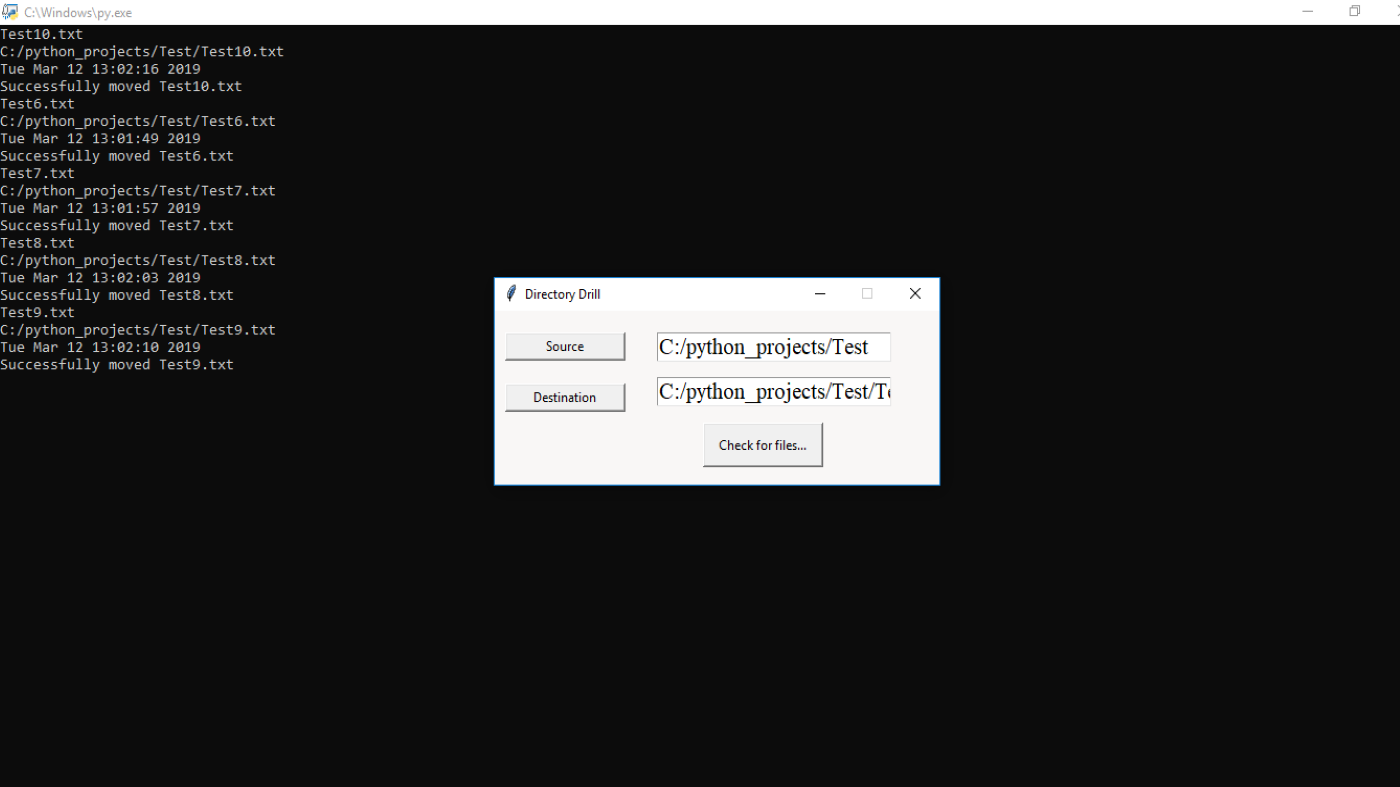 C:\Windows\py.exe
Test10.txt
C:/python_projects/Test/Test10.txt
Tue Mar 12 13:02:16 2019
Successfully moved Test10.txt
Test6.txt
C:/python_projects/Test/Test6.txt
Tue Mar 12 13:01:49 2019
Successfully moved Test6.txt
Test7.txt
C:/python_projects/Test/Test7.txt
Tue Mar 12 13:01:57 2019
Successfully moved Test7.txt
Test8.txt
C:/python_projects/Test/Test8.txt
Tue Mar 12 13:02:03 2019
Successfully moved Test8.txt
Test9.txt
C:/python_projects/Test/Test9.txt
Tue Mar 12 13:02:10 2019
Successfully moved Test9.txt
Directory Drill
Source C:/python_projects/Test
Destination C:/python_projects/Test/Te
Check for files...